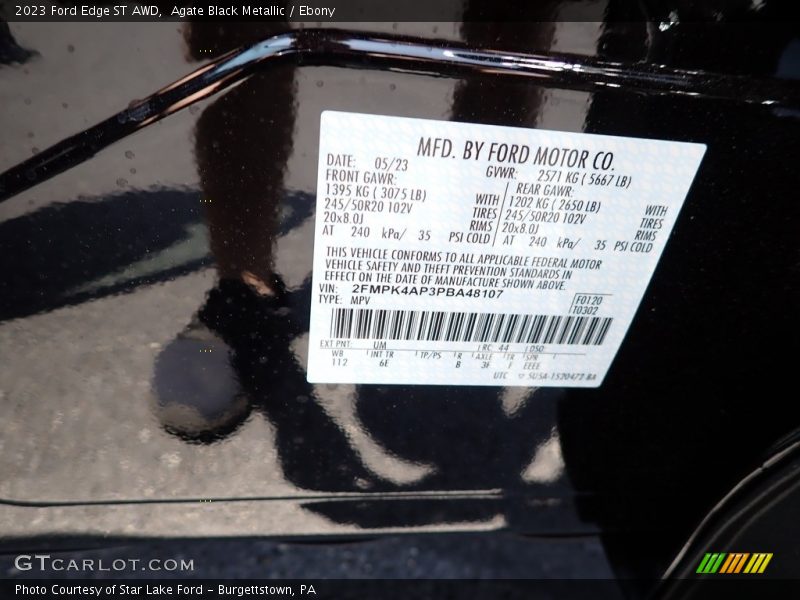 2023 Ford Edge ST AWD,  Agate Black Metallic / Ebony
MFD. BY FORD MOTOR CO.
DATE: 05/23 GVWR: 2571 KG ( 5667 LB)
FRONT GAWR: REAR GAWR:
1395 KG ( 3075 LB) WITH 1202 KG ( 2650 LB) WITH
245/50R20 102V TIRES 245/50R20 102V TIRES
20x8.0J RIMS 20x8.0J RIMS
AT 240 kPa/ 35 PSI COLD AT 240 kPa/ 35 PSI COLD
THIS VEHICLE CONFORMS TO ALL APPLICABLE FEDERAL MOTOR
VEHICLE SAFETY AND THEFT PREVENTION STANDARDS IN
EFFECT ON THE DATE OF MANUFACTURE SHOWN ABOVE.
VIN: 2FMPK4AP3PBA48107
TYPE: MPV
F0120
T0302
EXT PNT: UM RC: 44 DSO:
WB INT TR TP/PS R AXLE TR SPR
112 6E B 3F F EEEE
UTC SU5A-1520472-BA
GTCARLOT.COM
Photo Courtesy of Star Lake Ford - Burgettstown, PA